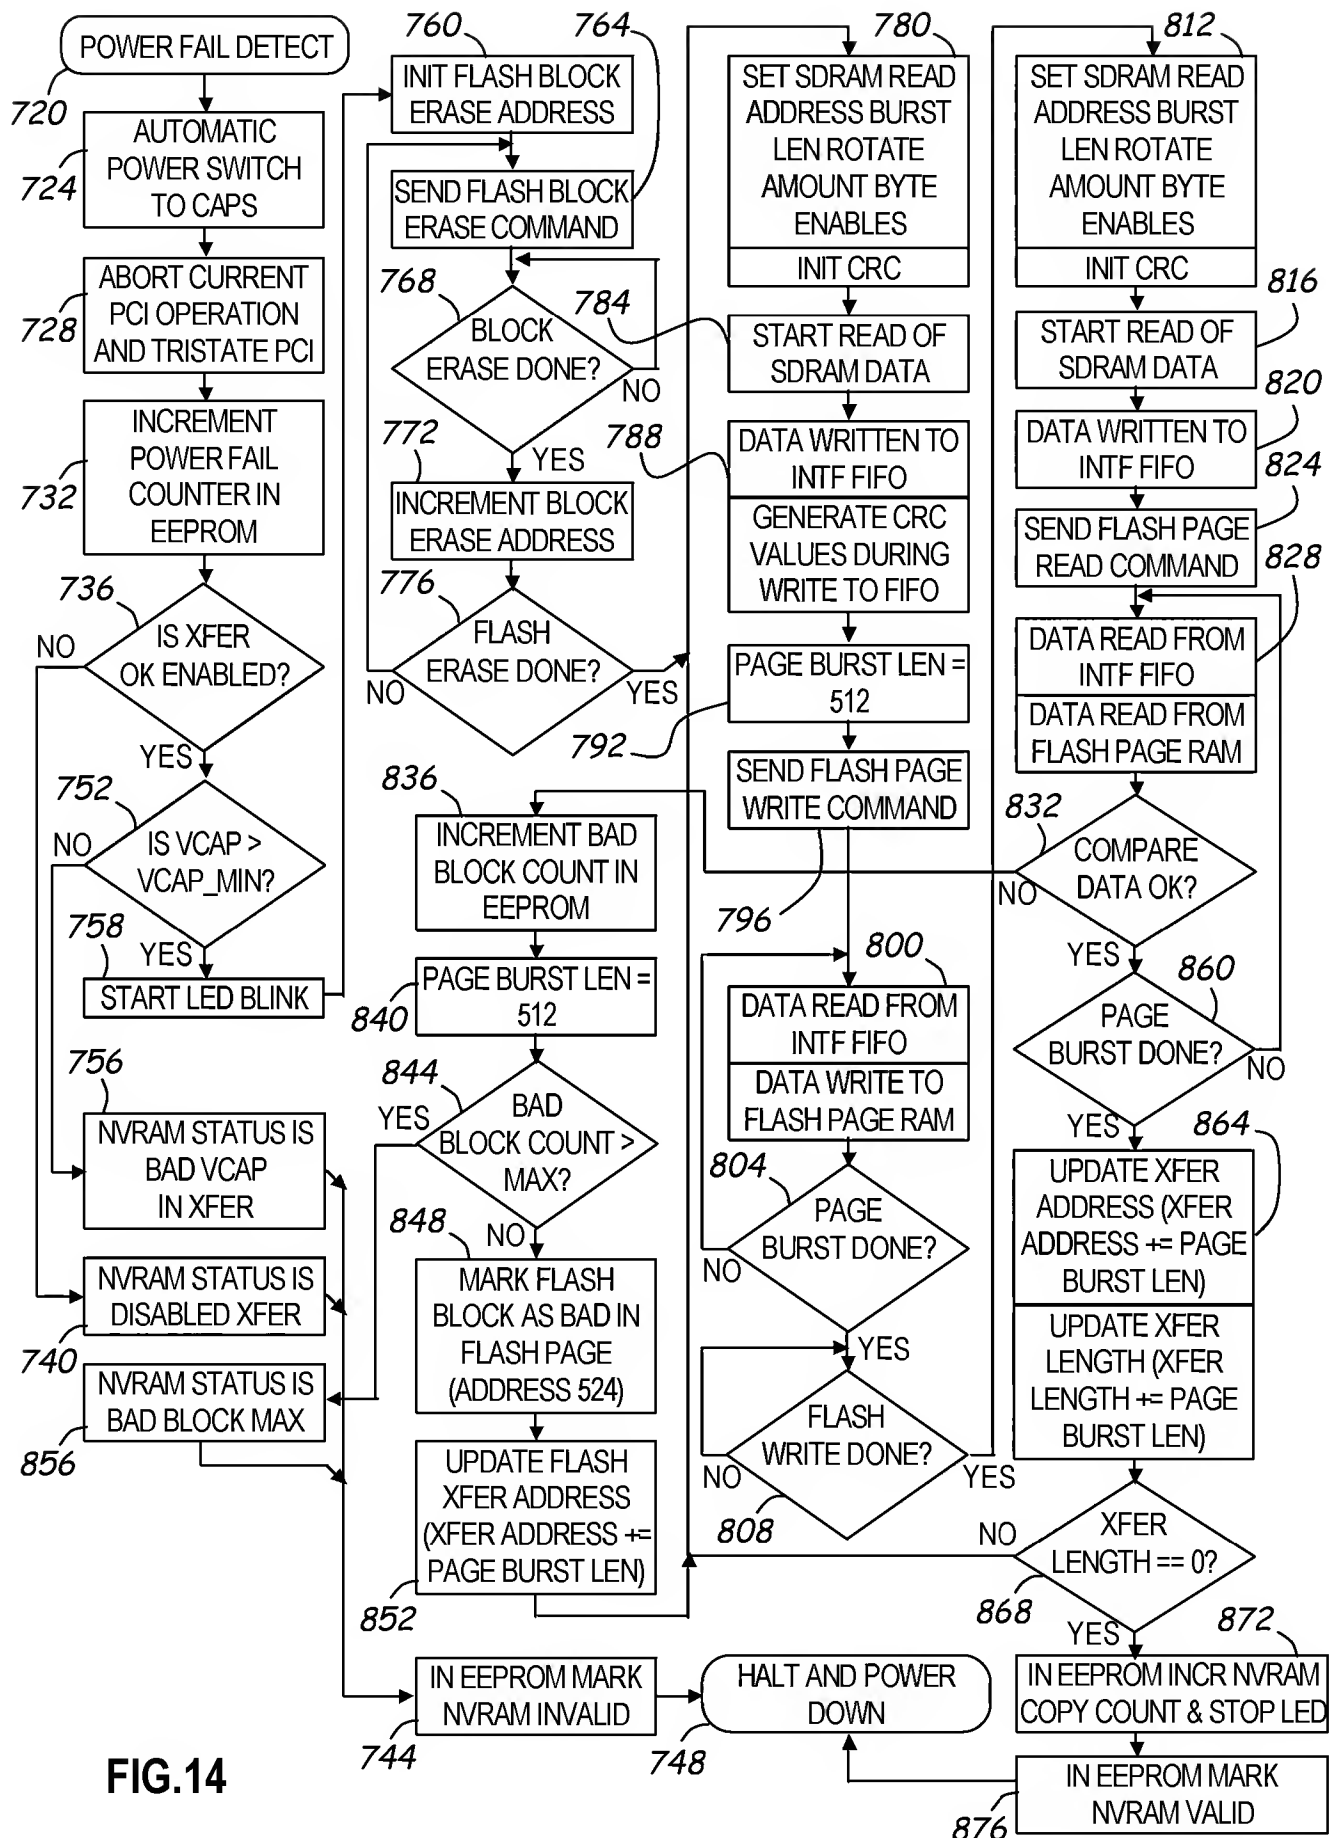 POWER FAIL DETECT
720
AUTOMATIC
POWER SWITCH
TO CAPS
724
ABORT CURRENT
PCI OPERATION
AND TRISTATE PCI
728
INCREMENT
POWER FAIL
COUNTER IN
EEPROM
732
736
IS XFER
OK ENABLED?
NO
YES
752
IS VCAP >
VCAP_MIN?
NO
YES
758
START LED BLINK
756
NVRAM STATUS IS
BAD VCAP
IN XFER
NVRAM STATUS IS
DISABLED XFER
740
NVRAM STATUS IS
BAD BLOCK MAX
856
760
INIT FLASH BLOCK
ERASE ADDRESS
764
SEND FLASH BLOCK
ERASE COMMAND
768
BLOCK
ERASE DONE?
NO
YES
772
INCREMENT BLOCK
ERASE ADDRESS
776
FLASH
ERASE DONE?
NO
YES
836
INCREMENT BAD
BLOCK COUNT IN
EEPROM
PAGE BURST LEN =
512
840
844
YES
BAD
BLOCK COUNT >
MAX?
NO
848
MARK FLASH
BLOCK AS BAD IN
FLASH PAGE
(ADDRESS 524)
UPDATE FLASH
XFER ADDRESS
(XFER ADDRESS +=
PAGE BURST LEN)
852
IN EEPROM MARK
NVRAM INVALID
744
780
SET SDRAM READ
ADDRESS BURST
LEN ROTATE
AMOUNT BYTE
ENABLES
INIT CRC
784
START READ OF
SDRAM DATA
788
DATA WRITTEN TO
INTF FIFO
GENERATE CRC
VALUES DURING
WRITE TO FIFO
PAGE BURST LEN =
512
792
SEND FLASH PAGE
WRITE COMMAND
796
800
DATA READ FROM
INTF FIFO
DATA WRITE TO
FLASH PAGE RAM
804
PAGE
BURST DONE?
NO
YES
FLASH
WRITE DONE?
NO
YES
808
HALT AND POWER
DOWN
748
812
SET SDRAM READ
ADDRESS BURST
LEN ROTATE
AMOUNT BYTE
ENABLES
INIT CRC
816
START READ OF
SDRAM DATA
820
DATA WRITTEN TO
INTF FIFO
824
SEND FLASH PAGE
READ COMMAND
828
DATA READ FROM
INTF FIFO
DATA READ FROM
FLASH PAGE RAM
832
COMPARE
DATA OK?
NO
YES
860
PAGE
BURST DONE?
NO
YES
864
UPDATE XFER
ADDRESS (XFER
ADDRESS += PAGE
BURST LEN)
UPDATE XFER
LENGTH (XFER
LENGTH += PAGE
BURST LEN)
NO
XFER
LENGTH == 0?
868
YES
872
IN EEPROM INCR NVRAM
COPY COUNT & STOP LED
IN EEPROM MARK
NVRAM VALID
876
FIG.14